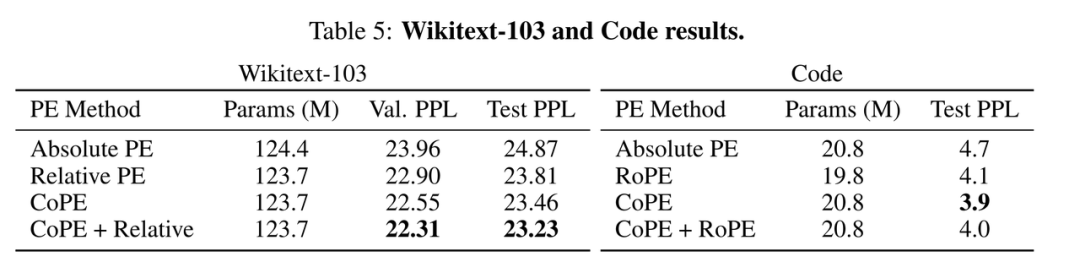 Table 5: Wikitext-103 and Code results.
Wikitext-103 Code
PE Method Params (M) Val. PPL Test PPL PE Method Params (M) Test PPL
Absolute PE 124.4 23.96 24.87 Absolute PE 20.8 4.7
Relative PE 123.7 22.90 23.81 RoPE 19.8 4.1
CoPE 123.7 22.55 23.46 CoPE 20.8 3.9
CoPE + Relative 123.7 22.31 23.23 CoPE + RoPE 20.8 4.0